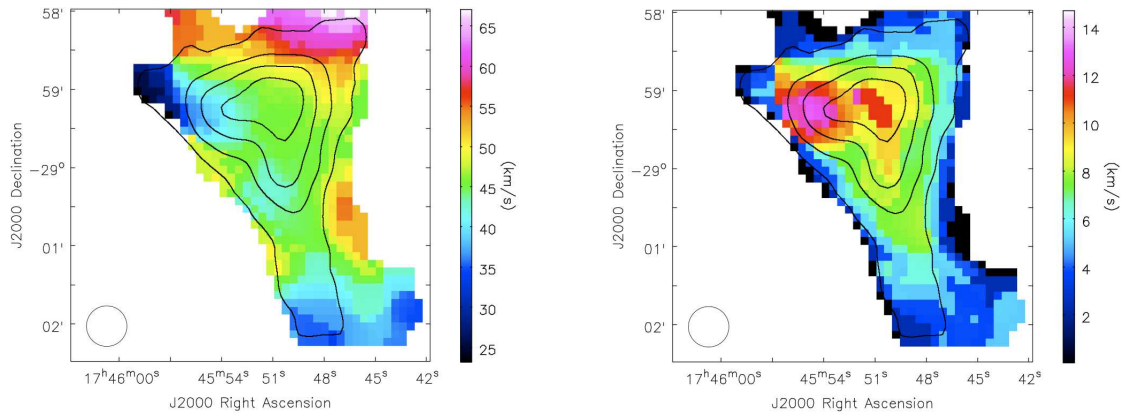 58'
59'
−29°
01'
02'
J2000 Declination
17ʰ46ᵐ00ˢ
45ᵐ54ˢ
51ˢ
48ˢ
45ˢ
42ˢ
J2000 Right Ascension
65
60
55
50
45
40
35
30
25
(km/s)
58'
59'
−29°
01'
02'
J2000 Declination
17ʰ46ᵐ00ˢ
45ᵐ54ˢ
51ˢ
48ˢ
45ˢ
42ˢ
J2000 Right Ascension
14
12
10
8
6
4
2
(km/s)